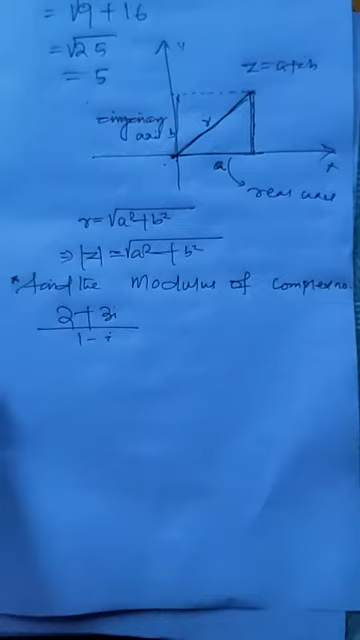 = √9 + 16
= √25
= 5
y
z = a+ib
imaginary axis
b
r
a
x
real axis
r = √a²+b²
⇒ |z| = √a²+b²
* Find the Modulus of complex no.
2+3i
1-i